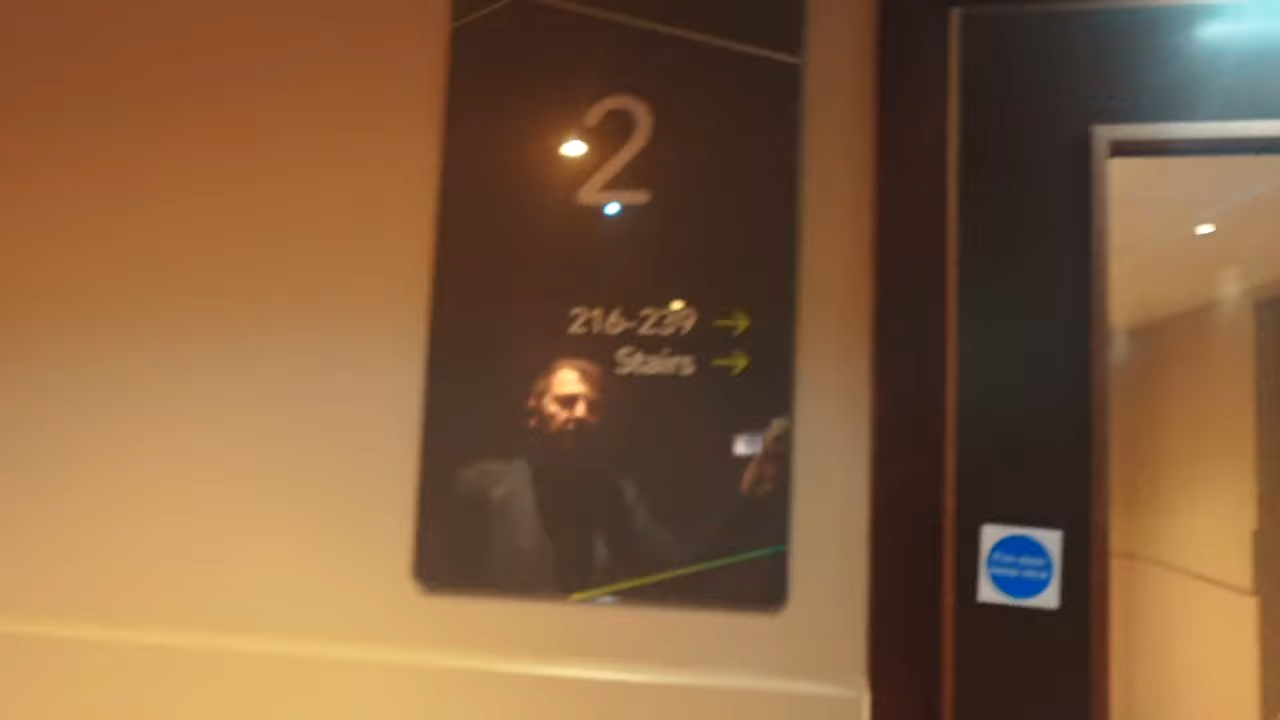 2
216-239 →
Stairs →